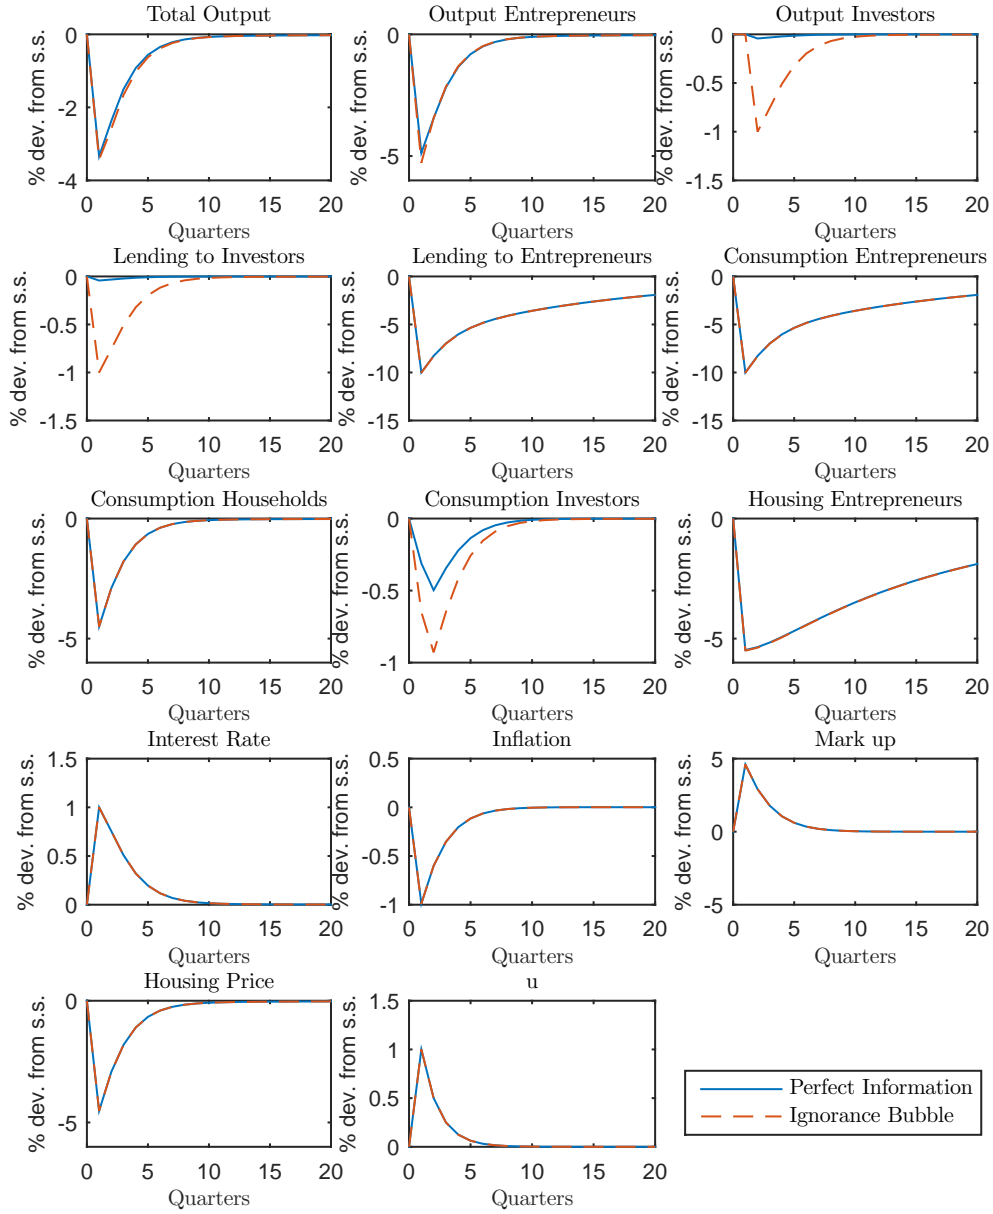 Total Output
% dev. from s.s.
0
-2
-4
0 5 10 15 20
Quarters
Output Entrepreneurs
% dev. from s.s.
0
-5
0 5 10 15 20
Quarters
Output Investors
% dev. from s.s.
0
-0.5
-1
-1.5
0 5 10 15 20
Quarters
Lending to Investors
% dev. from s.s.
0
-0.5
-1
-1.5
0 5 10 15 20
Quarters
Lending to Entrepreneurs
% dev. from s.s.
0
-5
-10
-15
0 5 10 15 20
Quarters
Consumption Entrepreneurs
% dev. from s.s.
0
-5
-10
-15
0 5 10 15 20
Quarters
Consumption Households
% dev. from s.s.
0
-5
0 5 10 15 20
Quarters
Consumption Investors
% dev. from s.s.
0
-0.5
-1
0 5 10 15 20
Quarters
Housing Entrepreneurs
% dev. from s.s.
0
-5
0 5 10 15 20
Quarters
Interest Rate
% dev. from s.s.
1.5
1
0.5
0
0 5 10 15 20
Quarters
Inflation
% dev. from s.s.
0.5
0
-0.5
-1
0 5 10 15 20
Quarters
Mark up
% dev. from s.s.
5
0
-5
0 5 10 15 20
Quarters
Housing Price
% dev. from s.s.
0
-5
0 5 10 15 20
Quarters
u
% dev. from s.s.
1.5
1
0.5
0
0 5 10 15 20
Quarters
Perfect Information
Ignorance Bubble